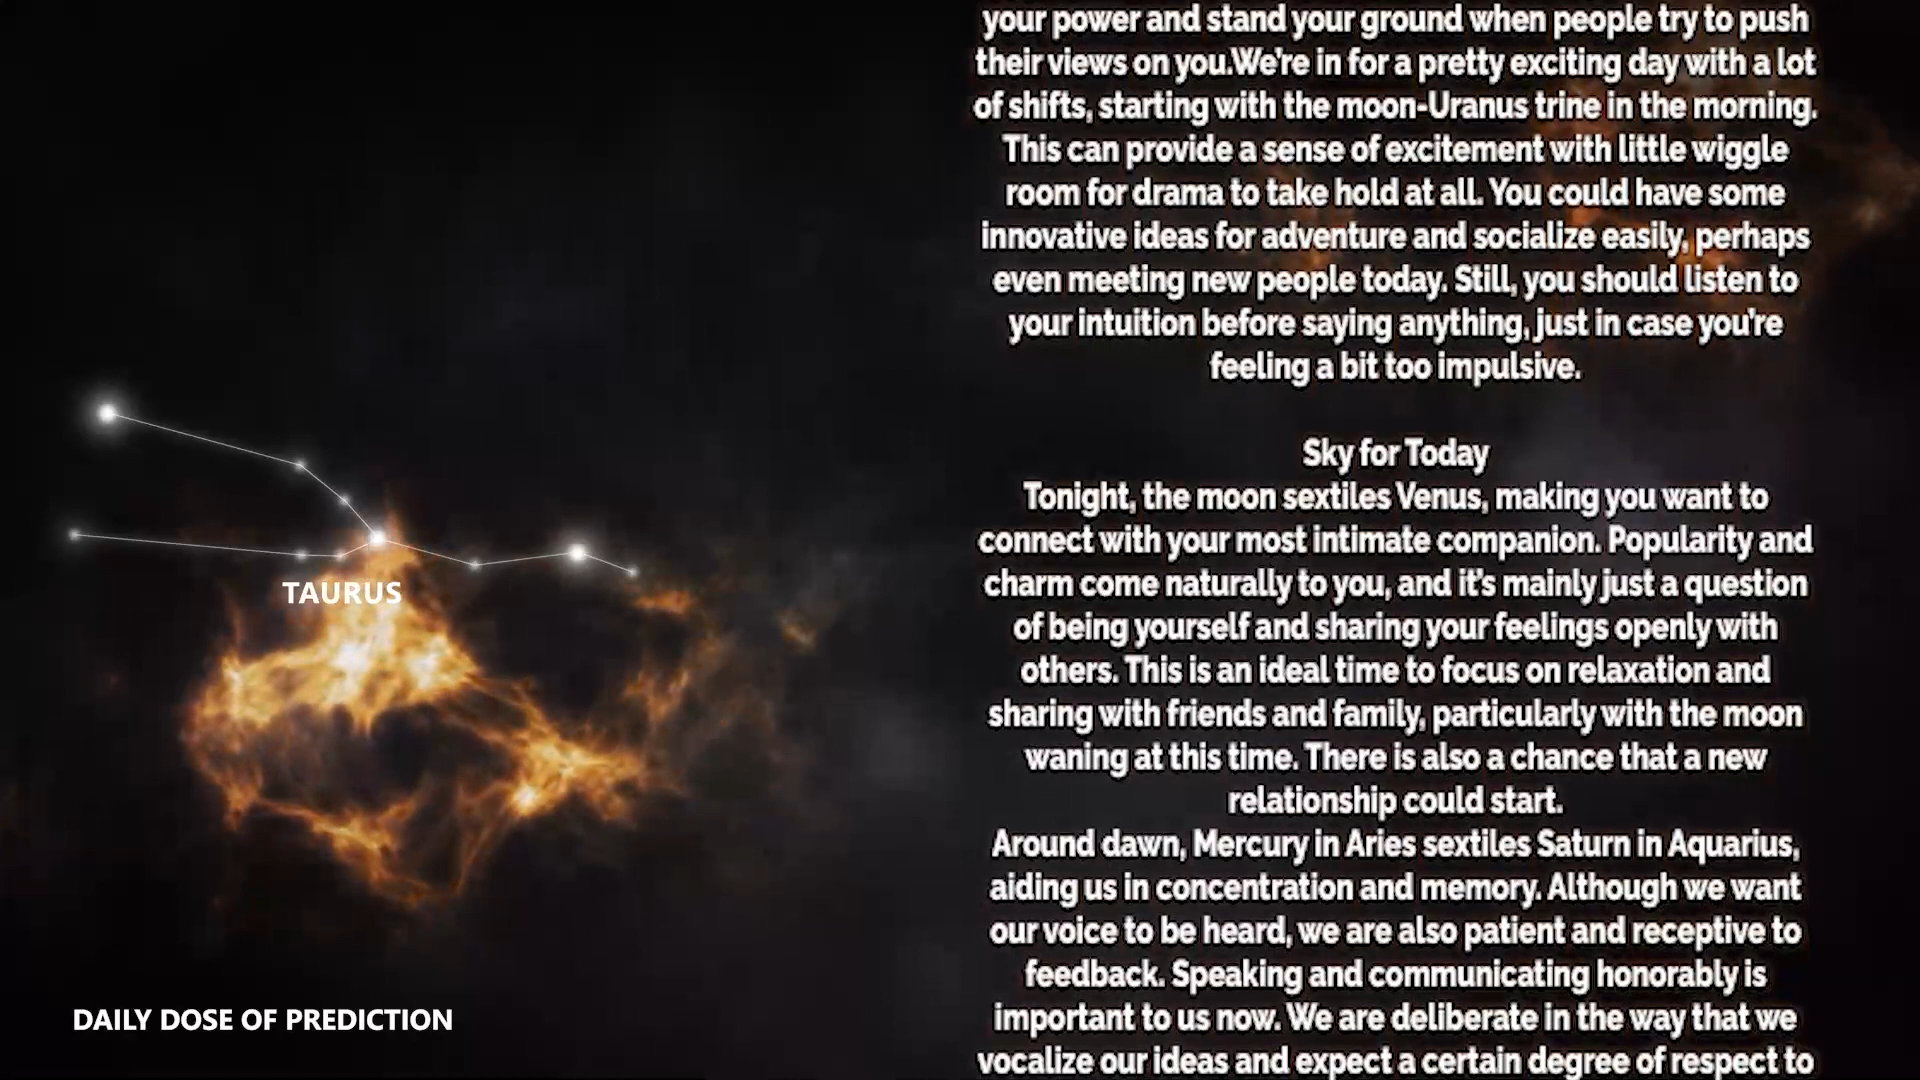 your power and stand your ground when people try to push
their views on you.We're in for a pretty exciting day with a lot
of shifts, starting with the moon-Uranus trine in the morning.
This can provide a sense of excitement with little wiggle
room for drama to take hold at all. You could have some
innovative ideas for adventure and socialize easily, perhaps
even meeting new people today. Still, you should listen to
your intuition before saying anything, just in case you're
feeling a bit too impulsive.
Sky for Today
Tonight, the moon sextiles Venus, making you want to
connect with your most intimate companion. Popularity and
charm come naturally to you, and it's mainly just a question
of being yourself and sharing your feelings openly with
others. This is an ideal time to focus on relaxation and
sharing with friends and family, particularly with the moon
waning at this time. There is also a chance that a new
relationship could start.
Around dawn, Mercury in Aries sextiles Saturn in Aquarius,
aiding us in concentration and memory. Although we want
our voice to be heard, we are also patient and receptive to
feedback. Speaking and communicating honorably is
important to us now. We are deliberate in the way that we
vocalize our ideas and expect a certain degree of respect to
TAURUS
DAILY DOSE OF PREDICTION